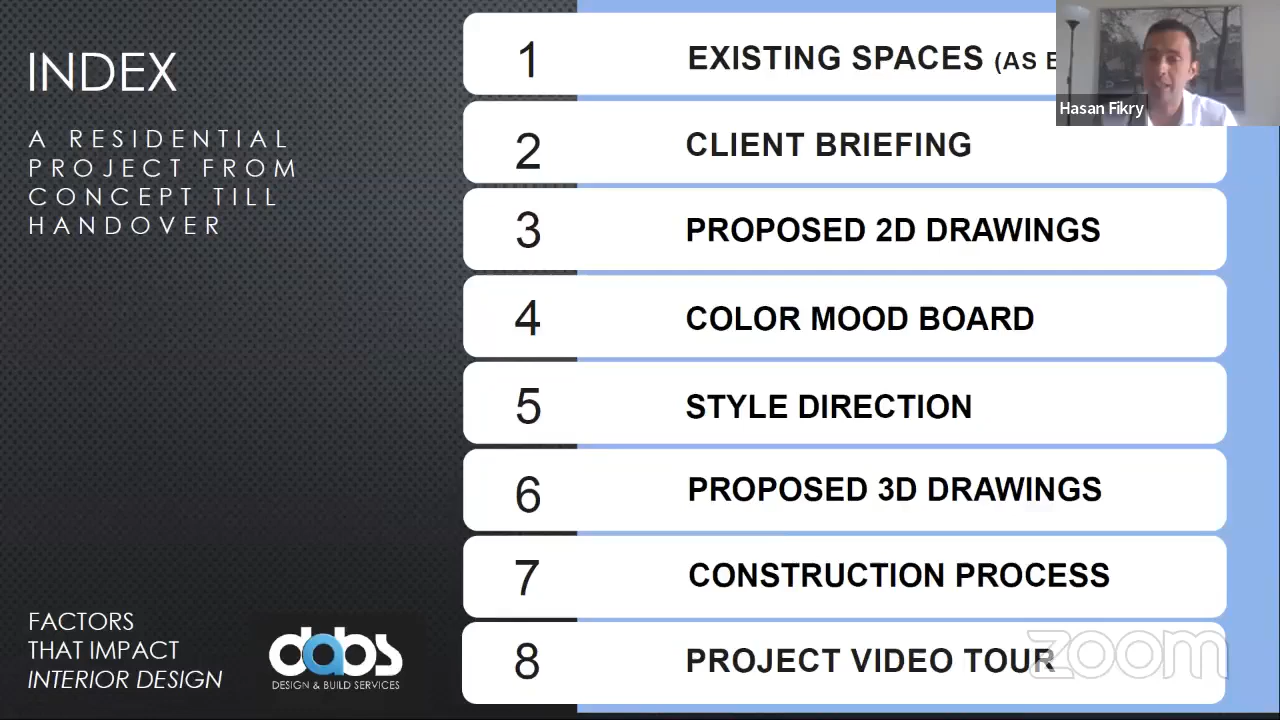 INDEX
A RESIDENTIAL
PROJECT FROM
CONCEPT TILL
HANDOVER
1 EXISTING SPACES (AS
2 CLIENT BRIEFING
3 PROPOSED 2D DRAWINGS
4 COLOR MOOD BOARD
5 STYLE DIRECTION
6 PROPOSED 3D DRAWINGS
7 CONSTRUCTION PROCESS
8 PROJECT VIDEO TOUR
FACTORS
THAT IMPACT
INTERIOR DESIGN
dabs
DESIGN & BUILD SERVICES
Hasan Fikry
zoom